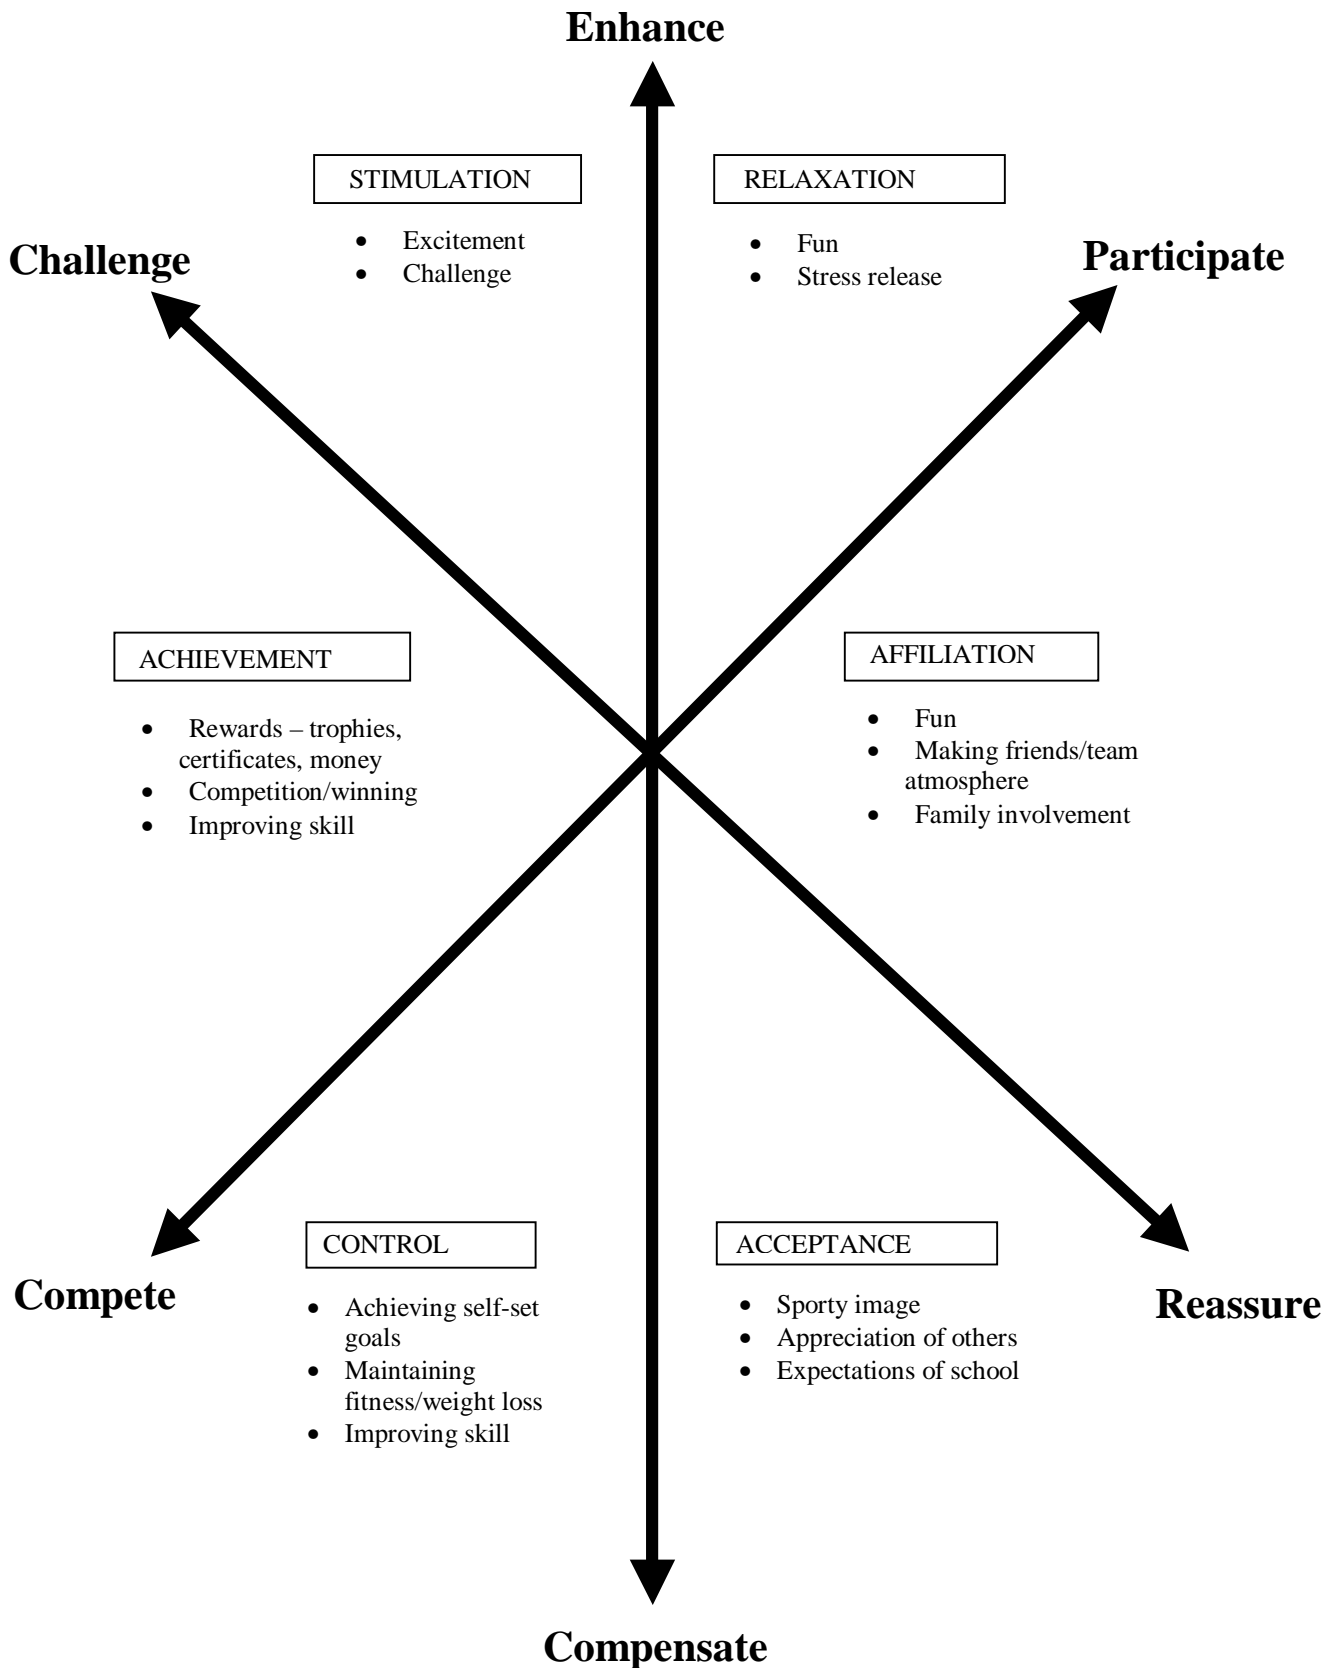 Enhance
STIMULATION
• Excitement
• Challenge
RELAXATION
• Fun
• Stress release
Challenge
Participate
ACHIEVEMENT
• Rewards – trophies,
certificates, money
• Competition/winning
• Improving skill
AFFILIATION
• Fun
• Making friends/team
atmosphere
• Family involvement
Compete
CONTROL
• Achieving self-set
goals
• Maintaining
fitness/weight loss
• Improving skill
ACCEPTANCE
• Sporty image
• Appreciation of others
• Expectations of school
Reassure
Compensate